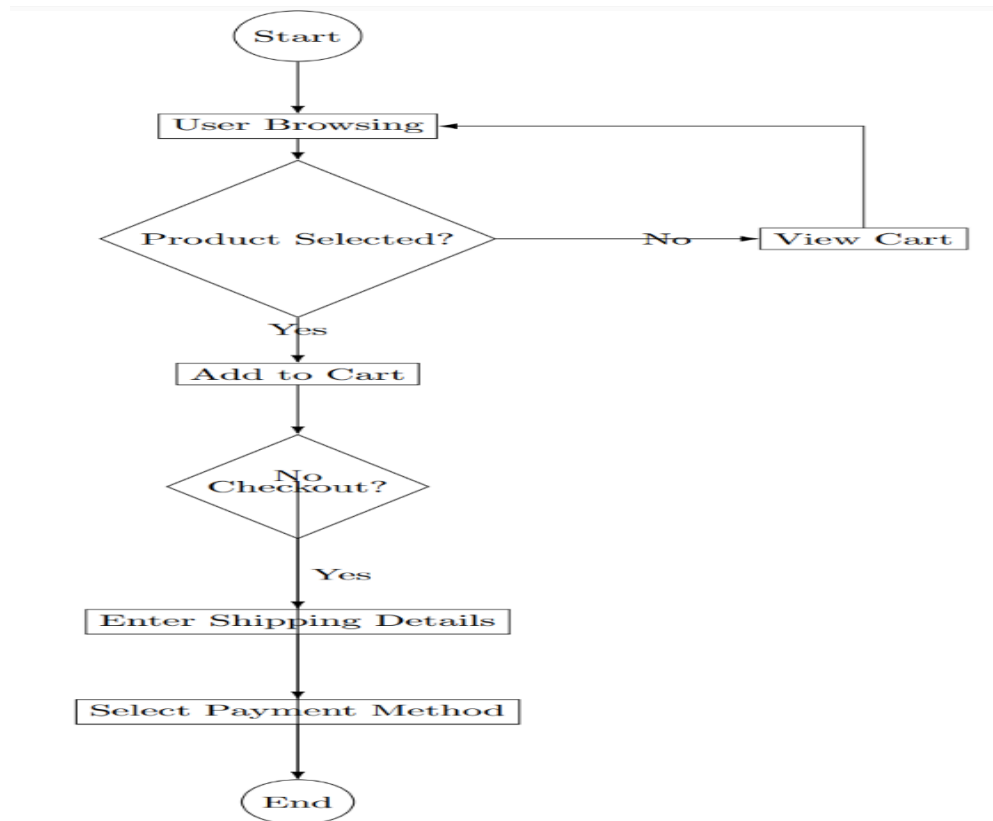 Start
User Browsing
Product Selected?
No
View Cart
Yes
Add to Cart
No
Checkout?
Yes
Enter Shipping Details
Select Payment Method
End